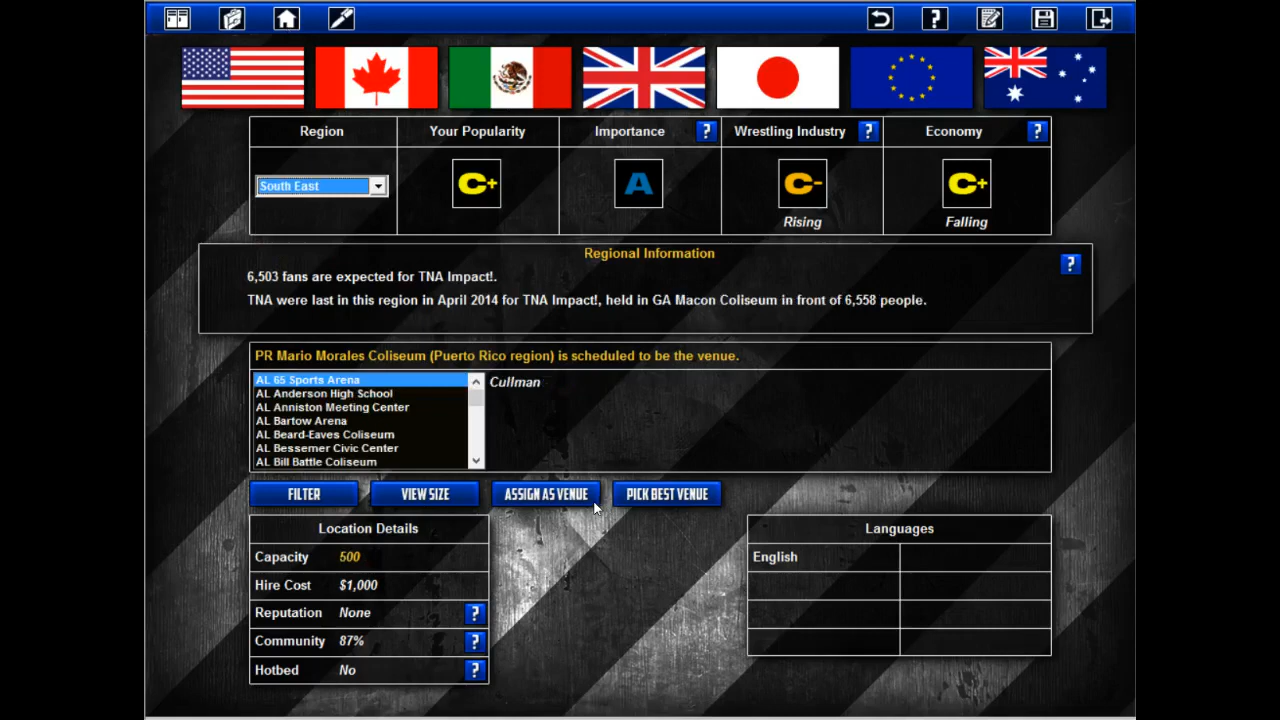 Region
Your Popularity
Importance
?
Wrestling Industry
?
Economy
?
South East
C+
A
C-
C+
Rising
Falling
Regional Information
?
6,503 fans are expected for TNA Impact!.
TNA were last in this region in April 2014 for TNA Impact!, held in GA Macon Coliseum in front of 6,558 people.
PR Mario Morales Coliseum (Puerto Rico region) is scheduled to be the venue.
AL 65 Sports Arena
Cullman
AL Anderson High School
AL Anniston Meeting Center
AL Bartow Arena
AL Beard-Eaves Coliseum
AL Bessemer Civic Center
AL Bill Battle Coliseum
FILTER
VIEW SIZE
ASSIGN AS VENUE
PICK BEST VENUE
Location Details
Languages
Capacity 500
English
Hire Cost $1,000
Reputation None ?
Community 87% ?
Hotbed No ?